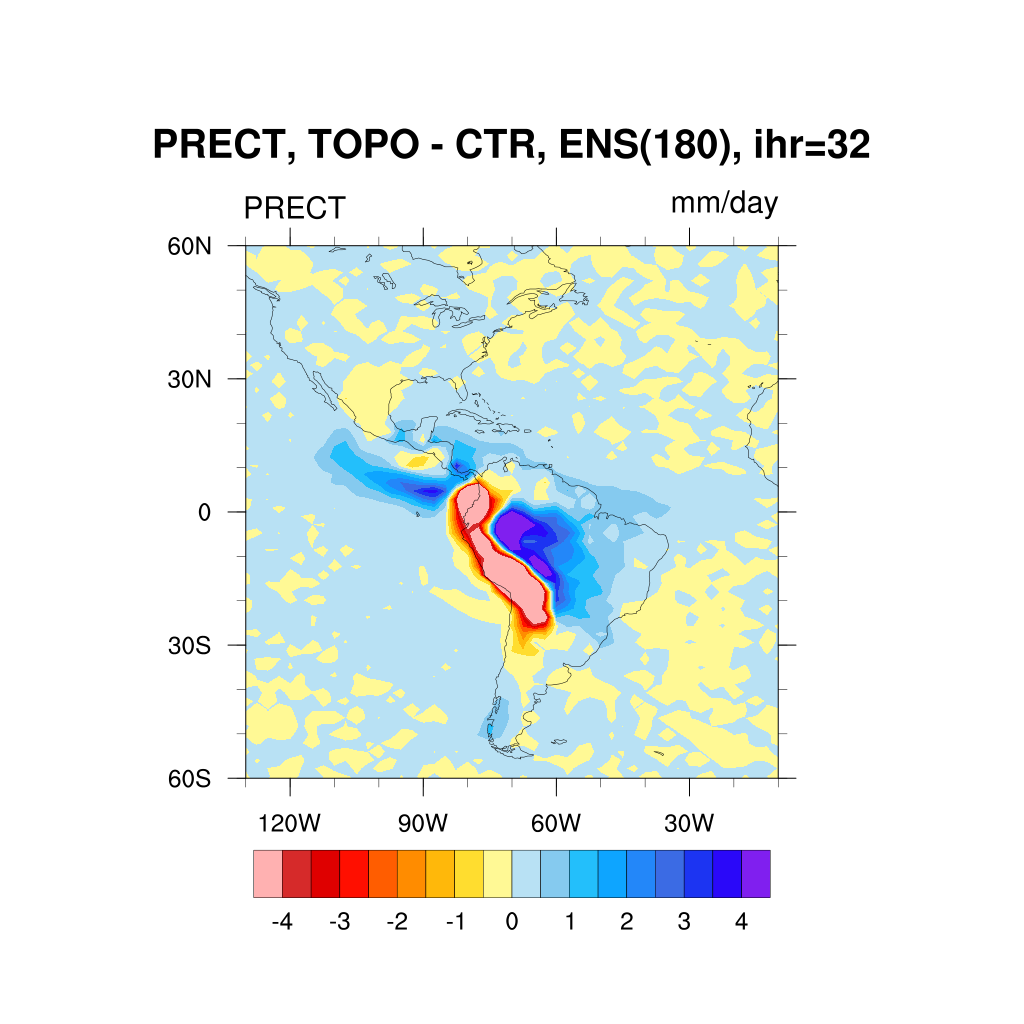 PRECT, TOPO - CTR, ENS(180), ihr=32
PRECT mm/day
60N
30N
0
30S
60S
120W 90W 60W 30W
-4 -3 -2 -1 0 1 2 3 4